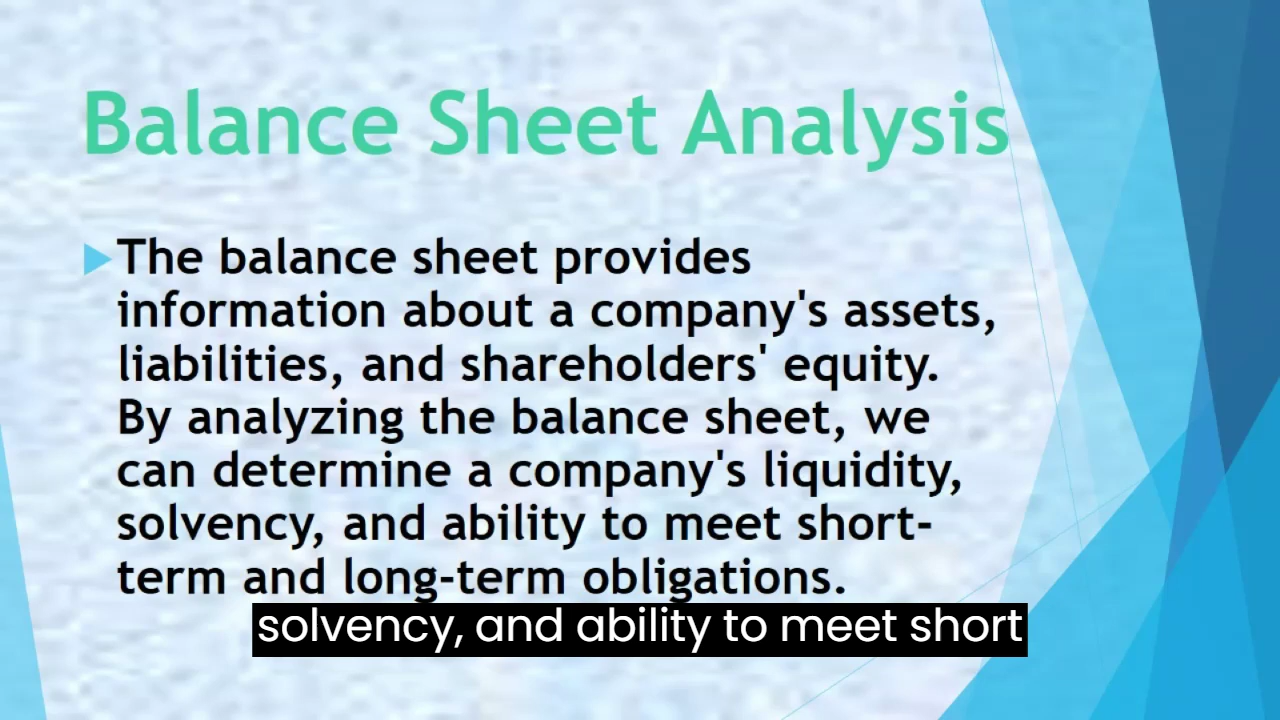 Balance Sheet Analysis
The balance sheet provides
information about a company's assets,
liabilities, and shareholders' equity.
By analyzing the balance sheet, we
can determine a company's liquidity,
solvency, and ability to meet short-
term and long-term obligations.
solvency, and ability to meet short